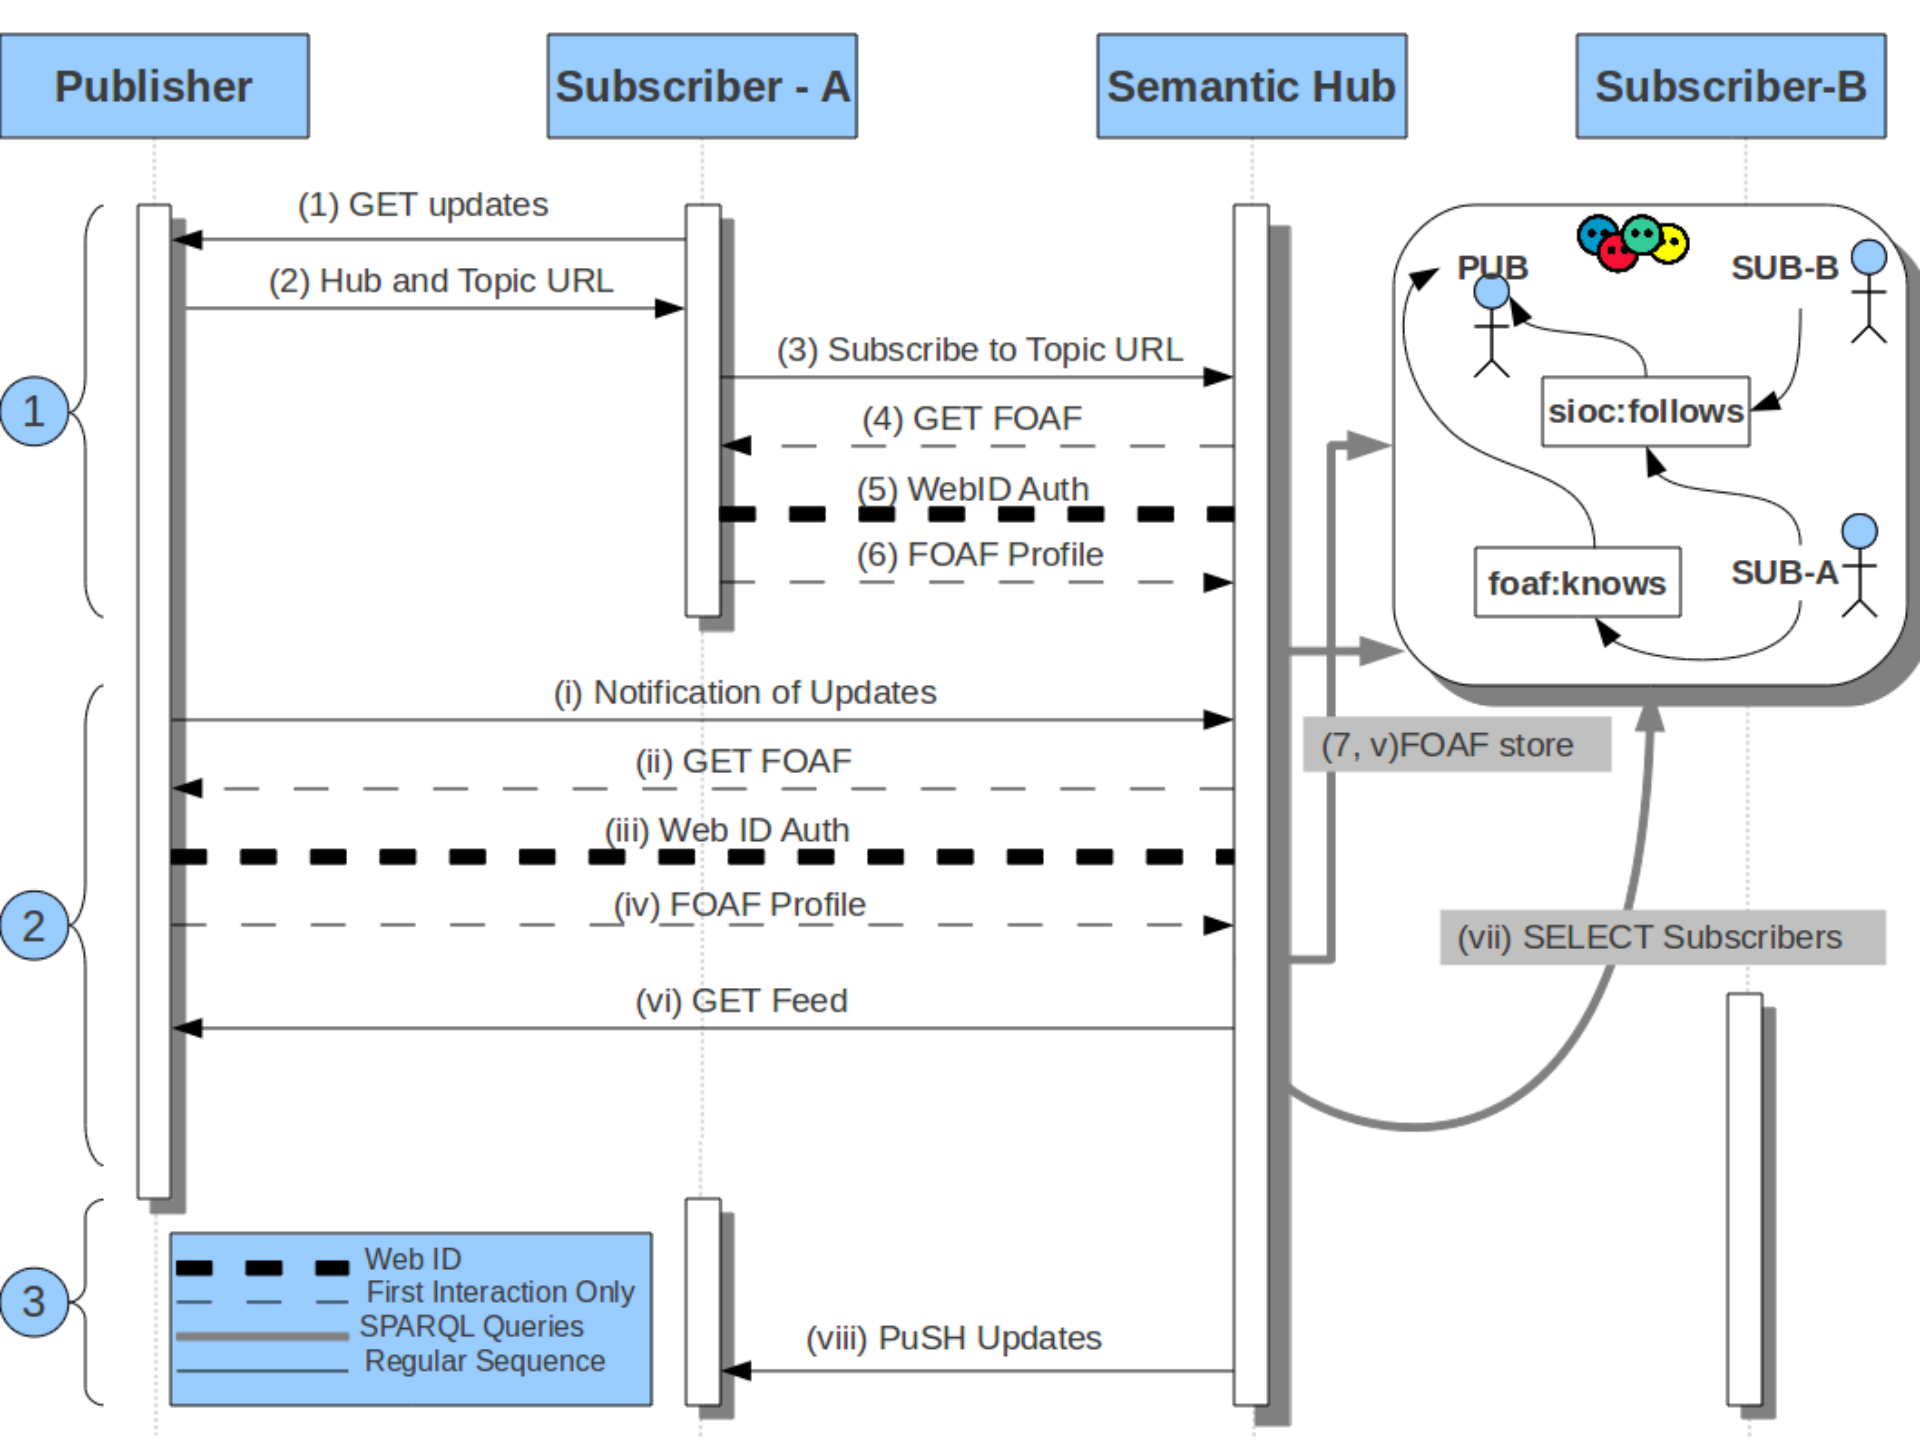 Publisher
Subscriber - A
Semantic Hub
Subscriber-B
(1) GET updates
(2) Hub and Topic URL
(3) Subscribe to Topic URL
(4) GET FOAF
(5) WebID Auth
(6) FOAF Profile
1
PUB
SUB-B
sioc:follows
foaf:knows
SUB-A
(i) Notification of Updates
(ii) GET FOAF
(iii) Web ID Auth
(iv) FOAF Profile
(vi) GET Feed
2
(7, v)FOAF store
(vii) SELECT Subscribers
3
Web ID
First Interaction Only
SPARQL Queries
Regular Sequence
(viii) PuSH Updates